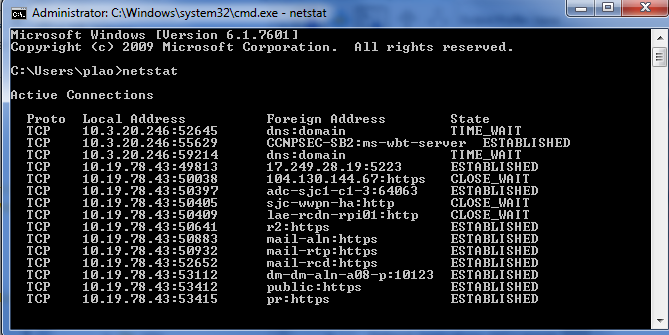 Administrator: C:\Windows\system32\cmd.exe - netstat
Microsoft Windows [Version 6.1.7601]
Copyright (c) 2009 Microsoft Corporation.  All rights reserved.
C:\Users\plao>netstat
Active Connections
  Proto  Local Address          Foreign Address        State
  TCP    10.3.20.246:52645      dns:domain             TIME_WAIT
  TCP    10.3.20.246:55629      CCNPSEC-SB2:ms-wbt-server  ESTABLISHED
  TCP    10.3.20.246:59214      dns:domain             TIME_WAIT
  TCP    10.19.78.43:49813      17.249.28.19:5223      ESTABLISHED
  TCP    10.19.78.43:50038      104.130.144.67:https   CLOSE_WAIT
  TCP    10.19.78.43:50397      adc-sjc1-c1-3:64063    ESTABLISHED
  TCP    10.19.78.43:50405      sjc-wwpn-ha:http       CLOSE_WAIT
  TCP    10.19.78.43:50409      lae-rcdn-rpi01:http    CLOSE_WAIT
  TCP    10.19.78.43:50641      r2:https               ESTABLISHED
  TCP    10.19.78.43:50883      mail-aln:https         ESTABLISHED
  TCP    10.19.78.43:50932      mail-rtp:https         ESTABLISHED
  TCP    10.19.78.43:52652      mail-rcd:https         ESTABLISHED
  TCP    10.19.78.43:53112      dm-dm-aln-a08-p:10123  ESTABLISHED
  TCP    10.19.78.43:53412      public:https           ESTABLISHED
  TCP    10.19.78.43:53415      pr:https               ESTABLISHED